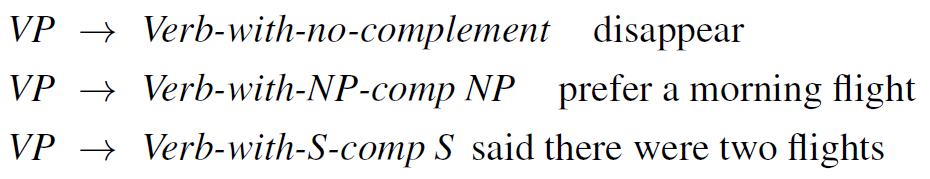 VP → Verb-with-no-complement disappear
VP → Verb-with-NP-comp NP prefer a morning flight
VP → Verb-with-S-comp S said there were two flights